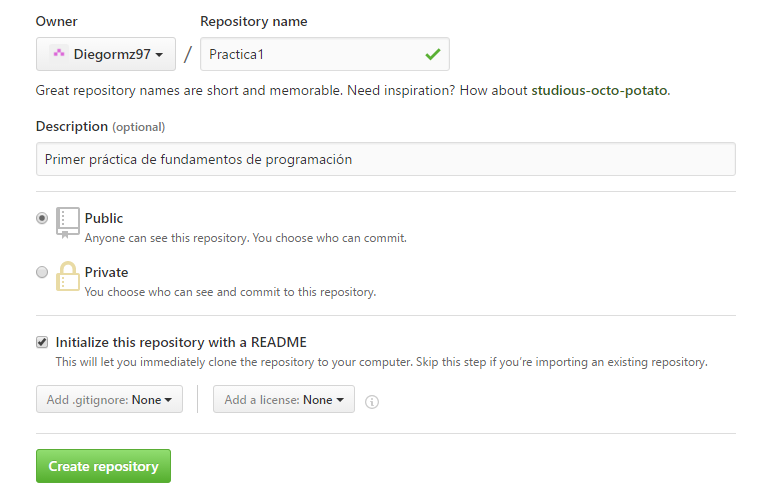 Owner Repository name
Diegormz97 / Practica1
Great repository names are short and memorable. Need inspiration? How about studious-octo-potato.
Description (optional)
Primer práctica de fundamentos de programación
Public
Anyone can see this repository. You choose who can commit.
Private
You choose who can see and commit to this repository.
Initialize this repository with a README
This will let you immediately clone the repository to your computer. Skip this step if you're importing an existing repository.
Add .gitignore: None Add a license: None
Create repository